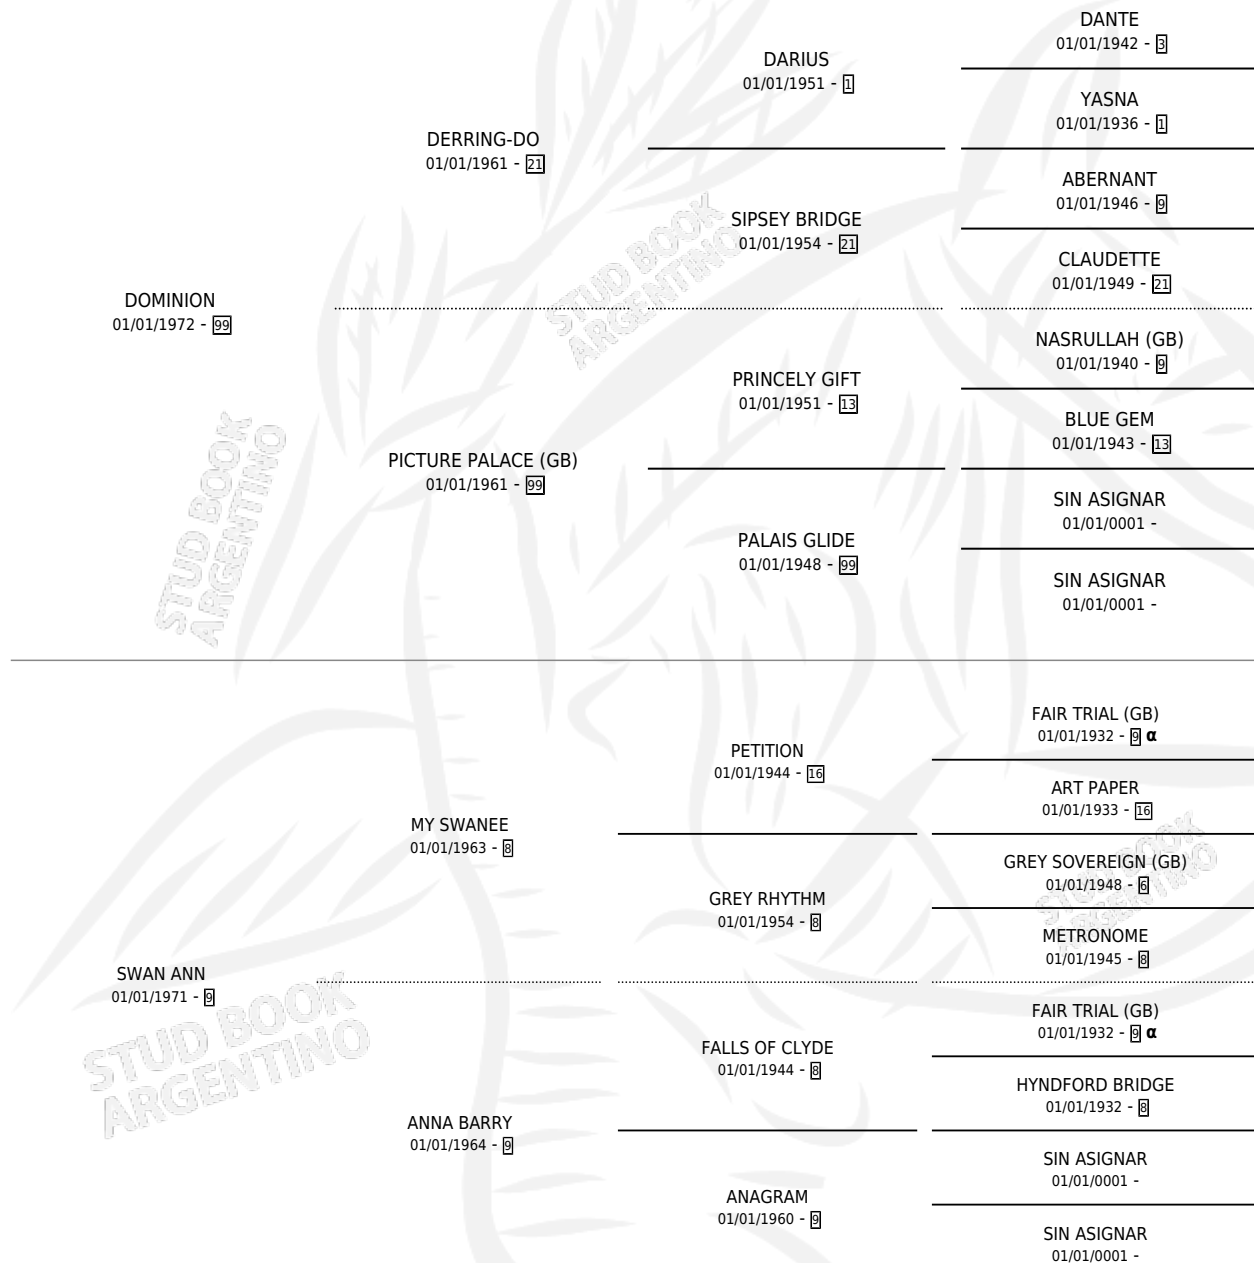 DANTE
01/01/1942 - 3
DARIUS
01/01/1951 - 1
YASNA
01/01/1936 - 1
DERRING-DO
01/01/1961 - 21
ABERNANT
01/01/1946 - 9
SIPSEY BRIDGE
01/01/1954 - 21
CLAUDETTE
01/01/1949 - 21
DOMINION
01/01/1972 - 99
NASRULLAH (GB)
01/01/1940 - 9
PRINCELY GIFT
01/01/1951 - 13
BLUE GEM
01/01/1943 - 13
PICTURE PALACE (GB)
01/01/1961 - 99
SIN ASIGNAR
01/01/0001 -
PALAIS GLIDE
01/01/1948 - 99
SIN ASIGNAR
01/01/0001 -
FAIR TRIAL (GB)
01/01/1932 - 9 α
PETITION
01/01/1944 - 16
ART PAPER
01/01/1933 - 16
MY SWANEE
01/01/1963 - 8
GREY SOVEREIGN (GB)
01/01/1948 - 6
GREY RHYTHM
01/01/1954 - 8
METRONOME
01/01/1945 - 8
SWAN ANN
01/01/1971 - 9
FAIR TRIAL (GB)
01/01/1932 - 9 α
FALLS OF CLYDE
01/01/1944 - 8
HYNDFORD BRIDGE
01/01/1932 - 8
ANNA BARRY
01/01/1964 - 9
SIN ASIGNAR
01/01/0001 -
ANAGRAM
01/01/1960 - 9
SIN ASIGNAR
01/01/0001 -
STUD BOOK
ARGENTINO
STUD BOOK
ARGENTINO
STUD BOOK
ARGENTINO
STUD BOOK
ARGENTINO